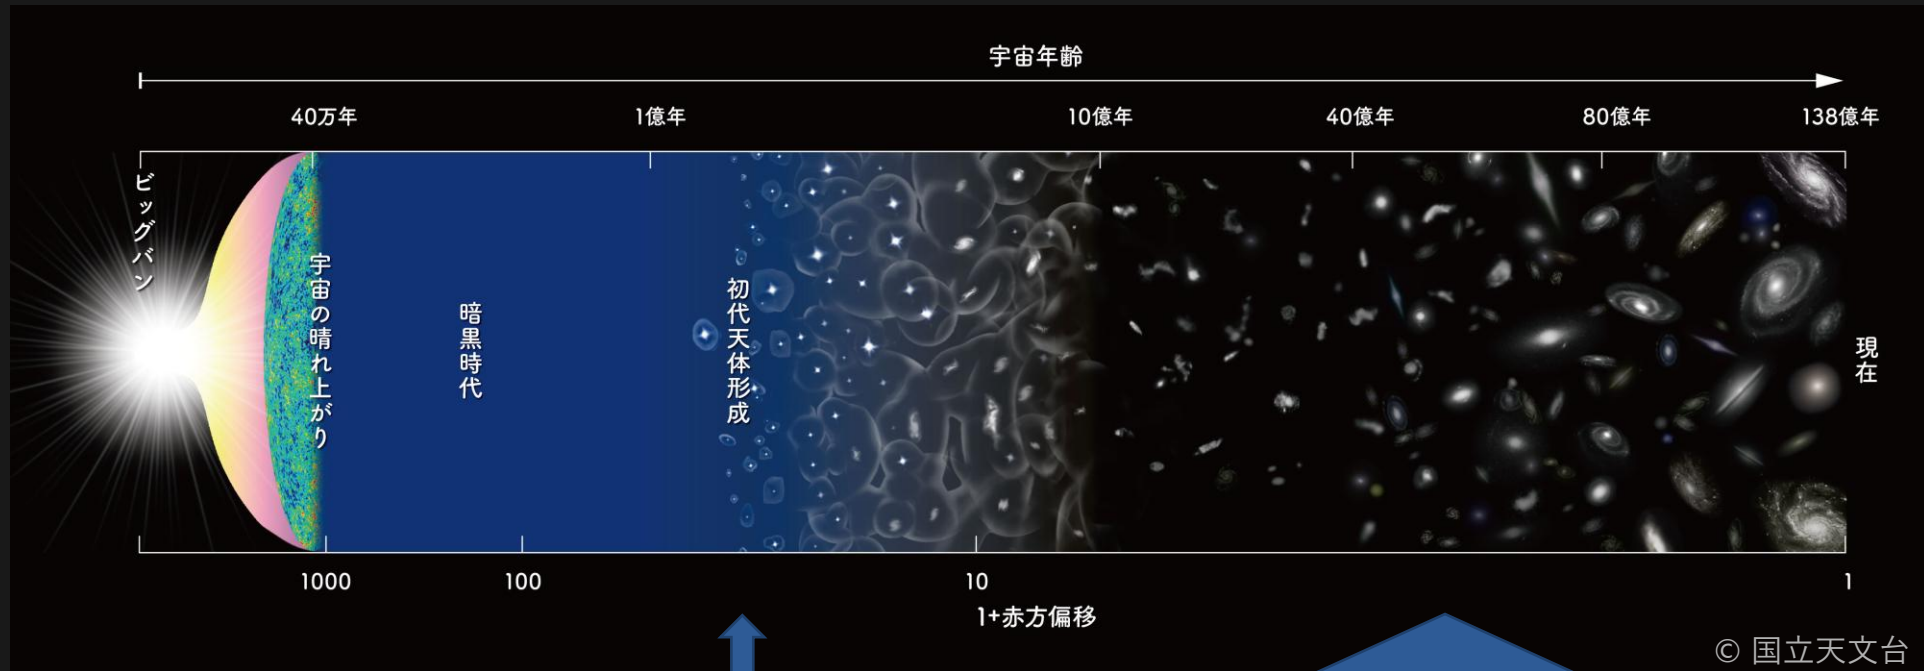 宇宙年齢
40万年
1億年
10億年
40億年
80億年
138億年
ビッグバン
宇宙の晴れ上がり
暗黒時代
初代天体形成
現在
1000
100
10
1
1+赤方偏移
© 国立天文台